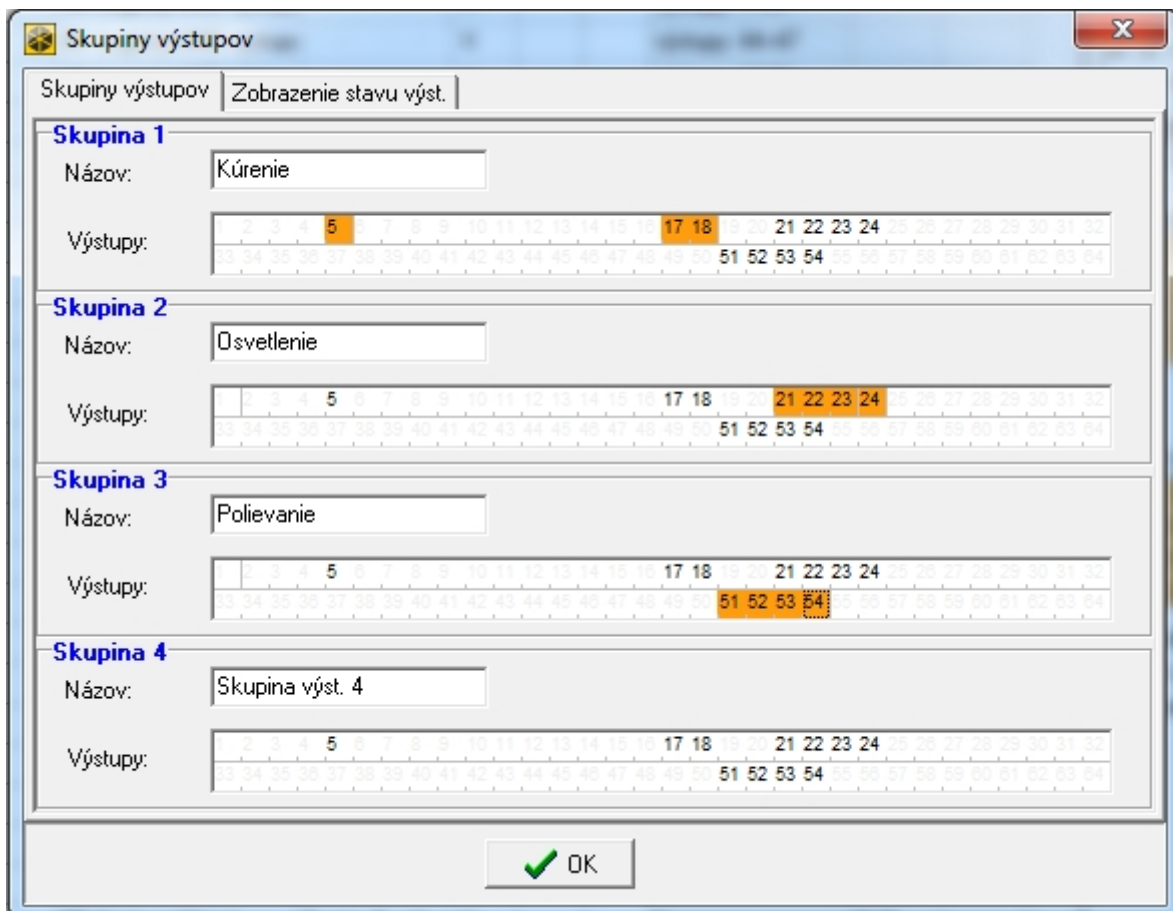 Skupiny výstupov
Skupiny výstupov Zobrazenie stavu výst.
Skupina 1
Názov: Kúrenie
Výstupy: 1 2 3 4 5 6 7 8 9 10 11 12 13 14 15 16 17 18 19 20 21 22 23 24 25 26 27 28 29 30 31 32
33 34 35 36 37 38 39 40 41 42 43 44 45 46 47 48 49 50 51 52 53 54 55 56 57 58 59 60 61 62 63 64
Skupina 2
Názov: Osvetlenie
Výstupy: 1 2 3 4 5 6 7 8 9 10 11 12 13 14 15 16 17 18 19 20 21 22 23 24 25 26 27 28 29 30 31 32
33 34 35 36 37 38 39 40 41 42 43 44 45 46 47 48 49 50 51 52 53 54 55 56 57 58 59 60 61 62 63 64
Skupina 3
Názov: Polievanie
Výstupy: 1 2 3 4 5 6 7 8 9 10 11 12 13 14 15 16 17 18 19 20 21 22 23 24 25 26 27 28 29 30 31 32
33 34 35 36 37 38 39 40 41 42 43 44 45 46 47 48 49 50 51 52 53 54 55 56 57 58 59 60 61 62 63 64
Skupina 4
Názov: Skupina výst. 4
Výstupy: 1 2 3 4 5 6 7 8 9 10 11 12 13 14 15 16 17 18 19 20 21 22 23 24 25 26 27 28 29 30 31 32
33 34 35 36 37 38 39 40 41 42 43 44 45 46 47 48 49 50 51 52 53 54 55 56 57 58 59 60 61 62 63 64
OK